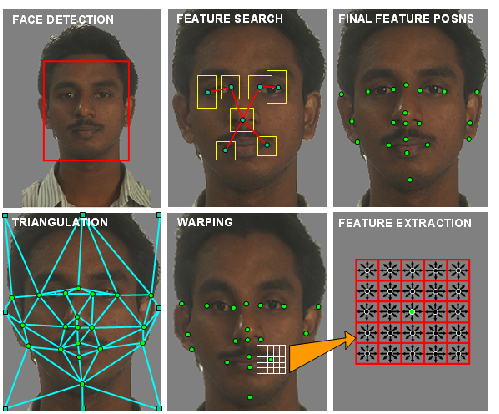 FACE DETECTION
FEATURE SEARCH
FINAL FEATURE POSNS
TRIANGULATION
WARPING
FEATURE EXTRACTION